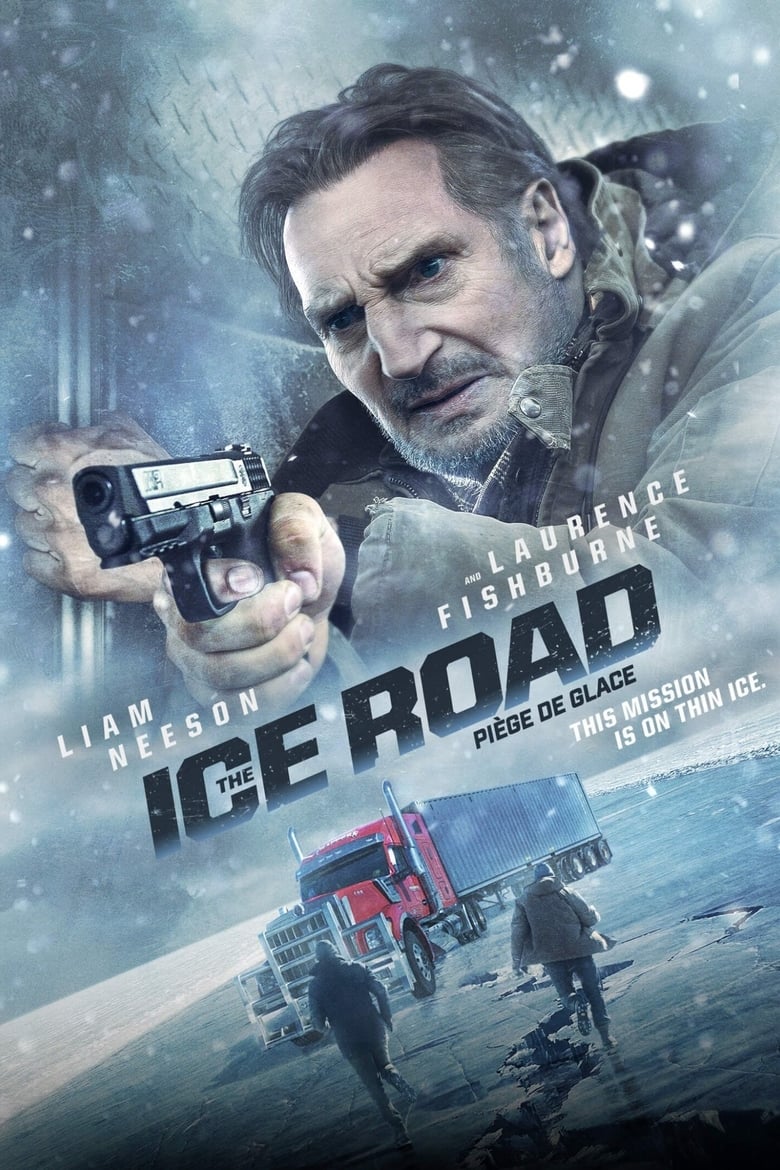 AND LAURENCE
FISHBURNE
LIAM
NEESON
THE
ICE ROAD
PIÈGE DE GLACE
THIS MISSION
IS ON THIN ICE.